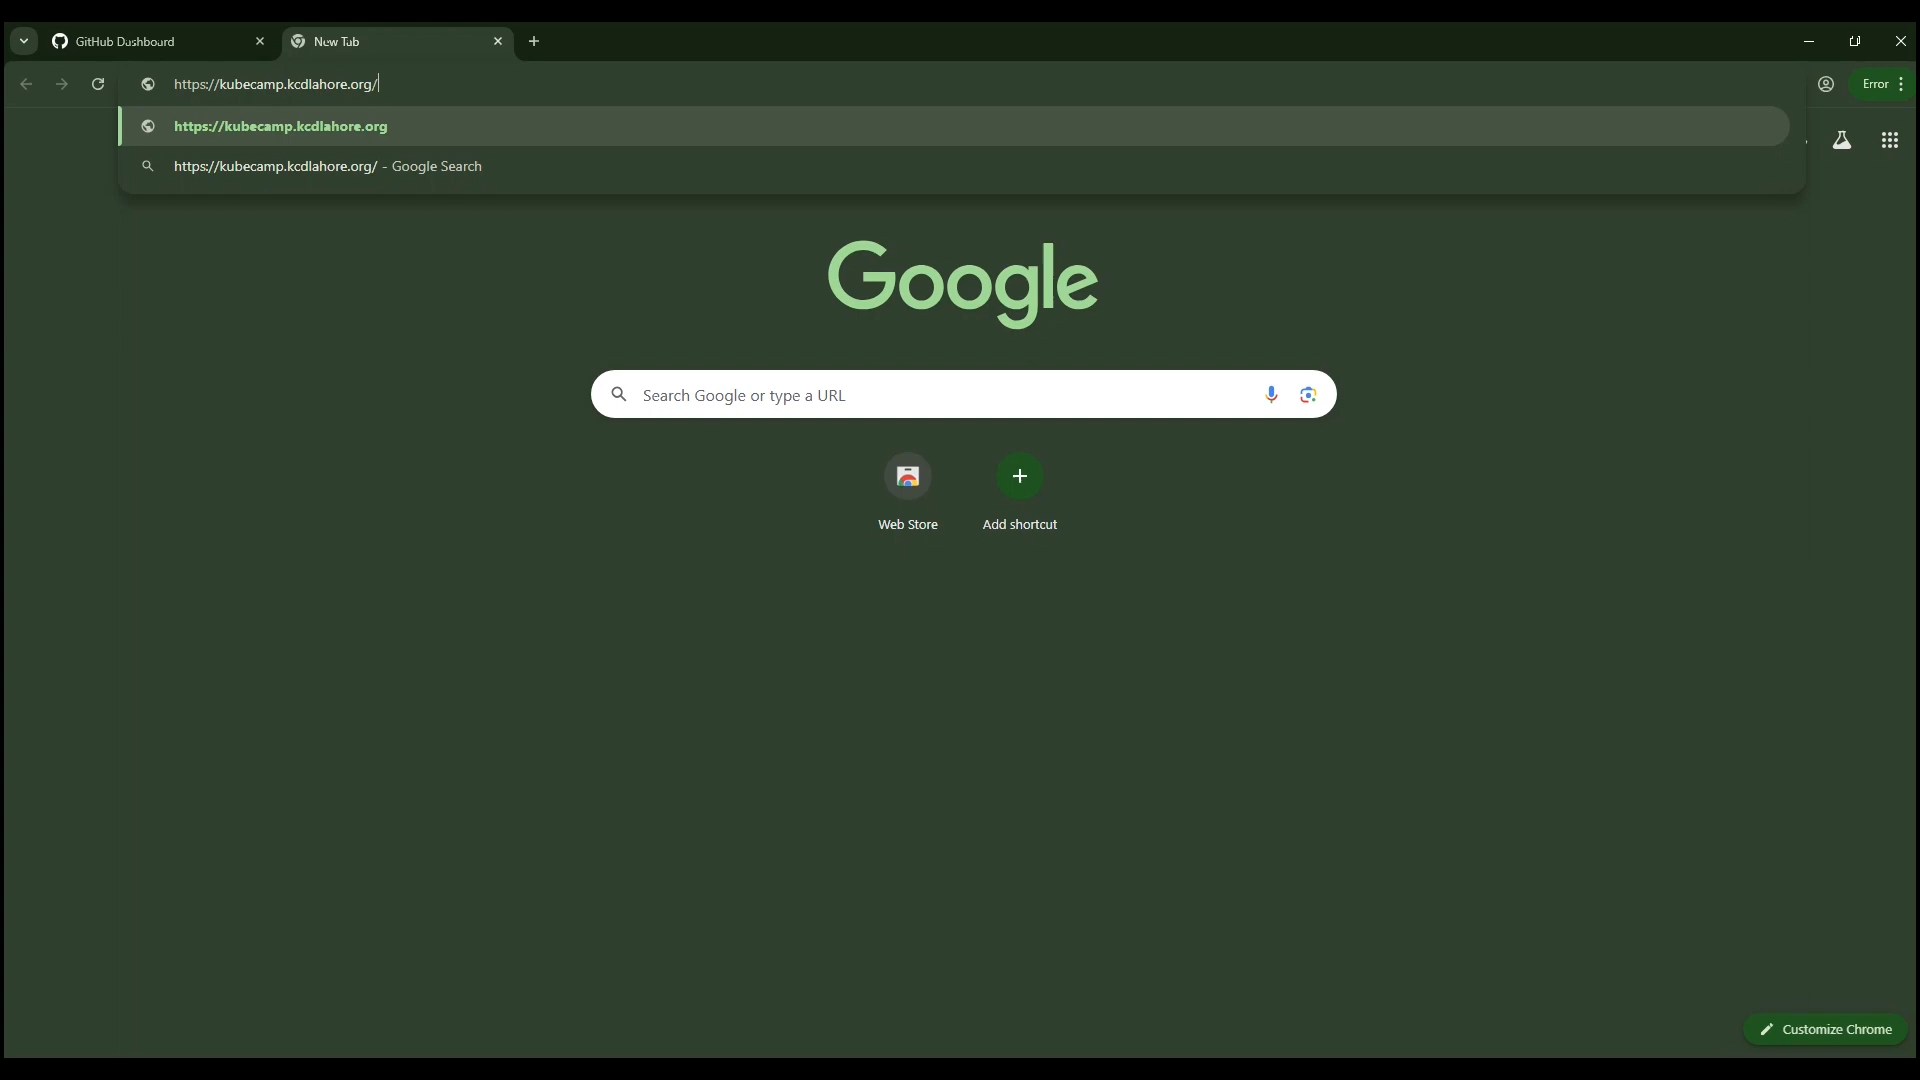 GitHub Dashboard
New Tab
https://kubecamp.kcdlahore.org/
Error
https://kubecamp.kcdlahore.org
https://kubecamp.kcdlahore.org/ - Google Search
Google
Search Google or type a URL
Web Store
Add shortcut
Customize Chrome